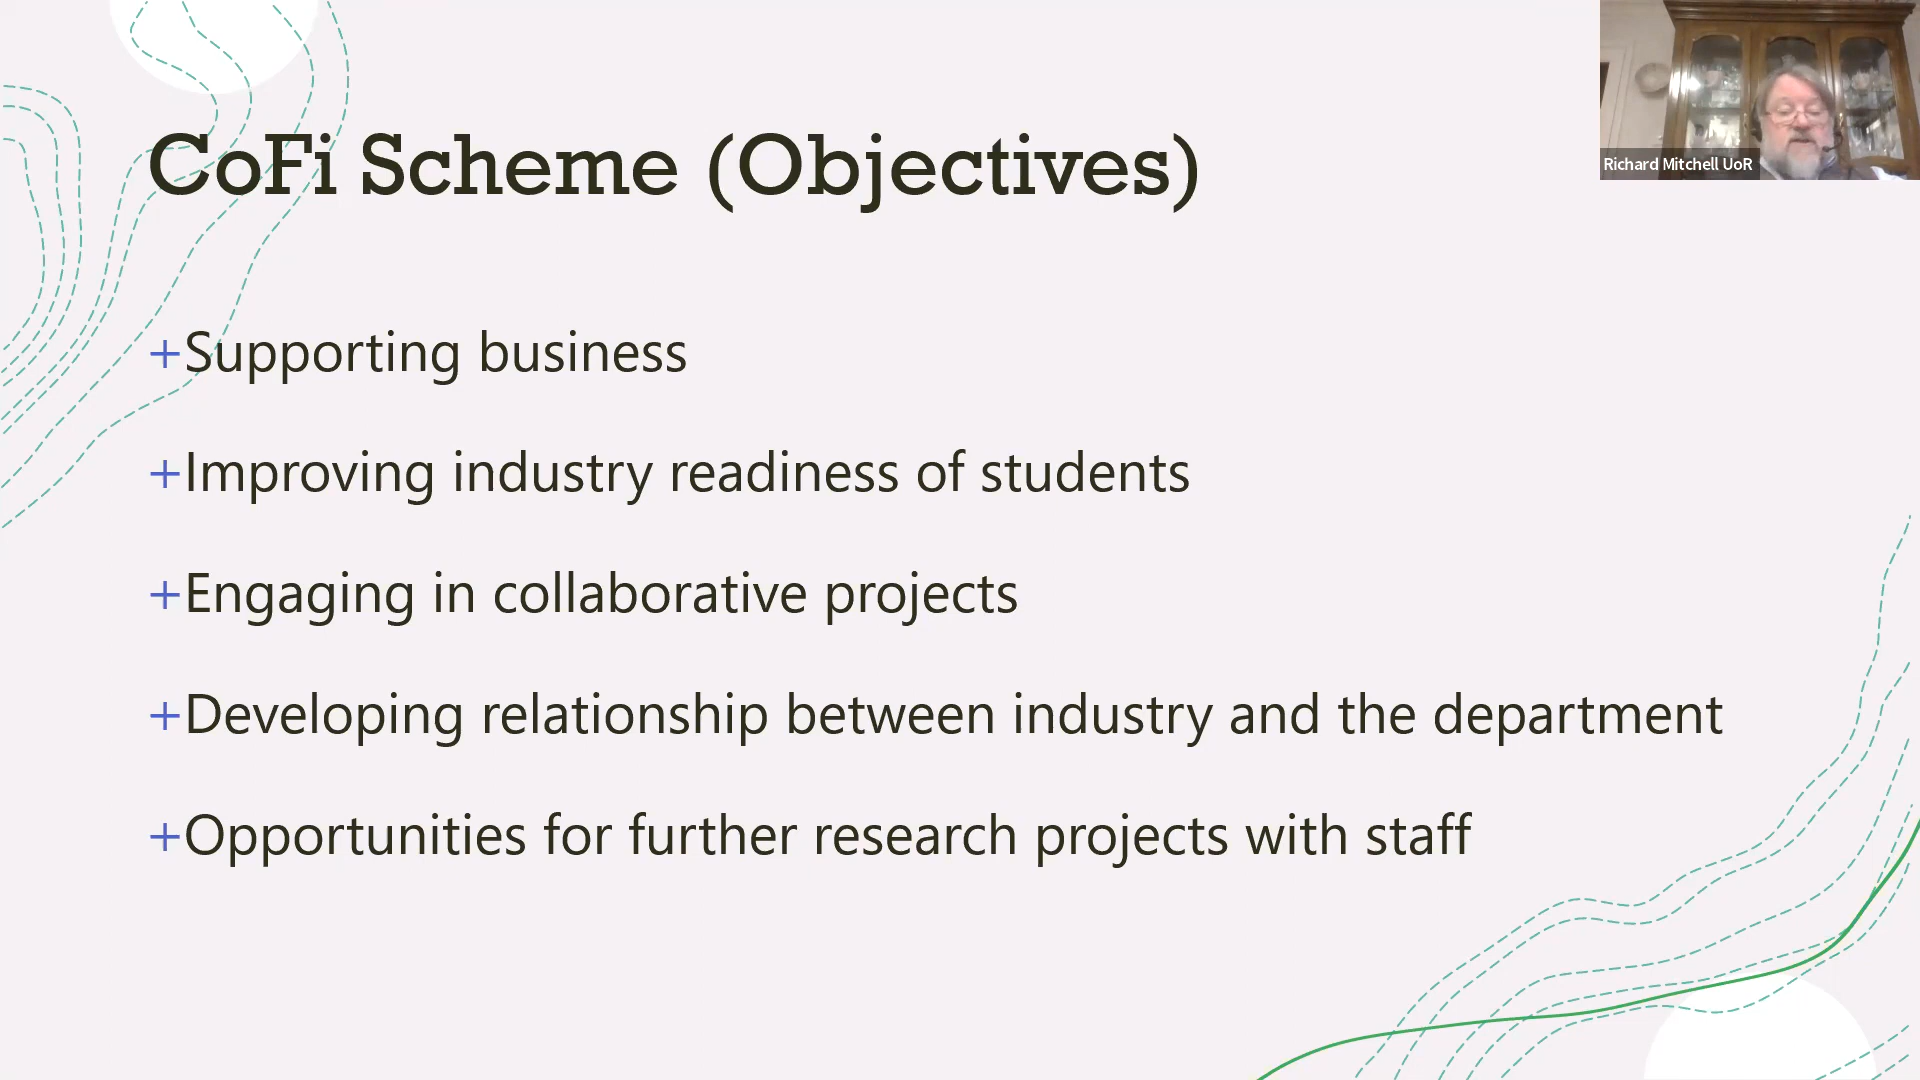 CoFi Scheme (Objectives)
Richard Mitchell UoR
+Supporting business
+Improving industry readiness of students
+Engaging in collaborative projects
+Developing relationship between industry and the department
+Opportunities for further research projects with staff